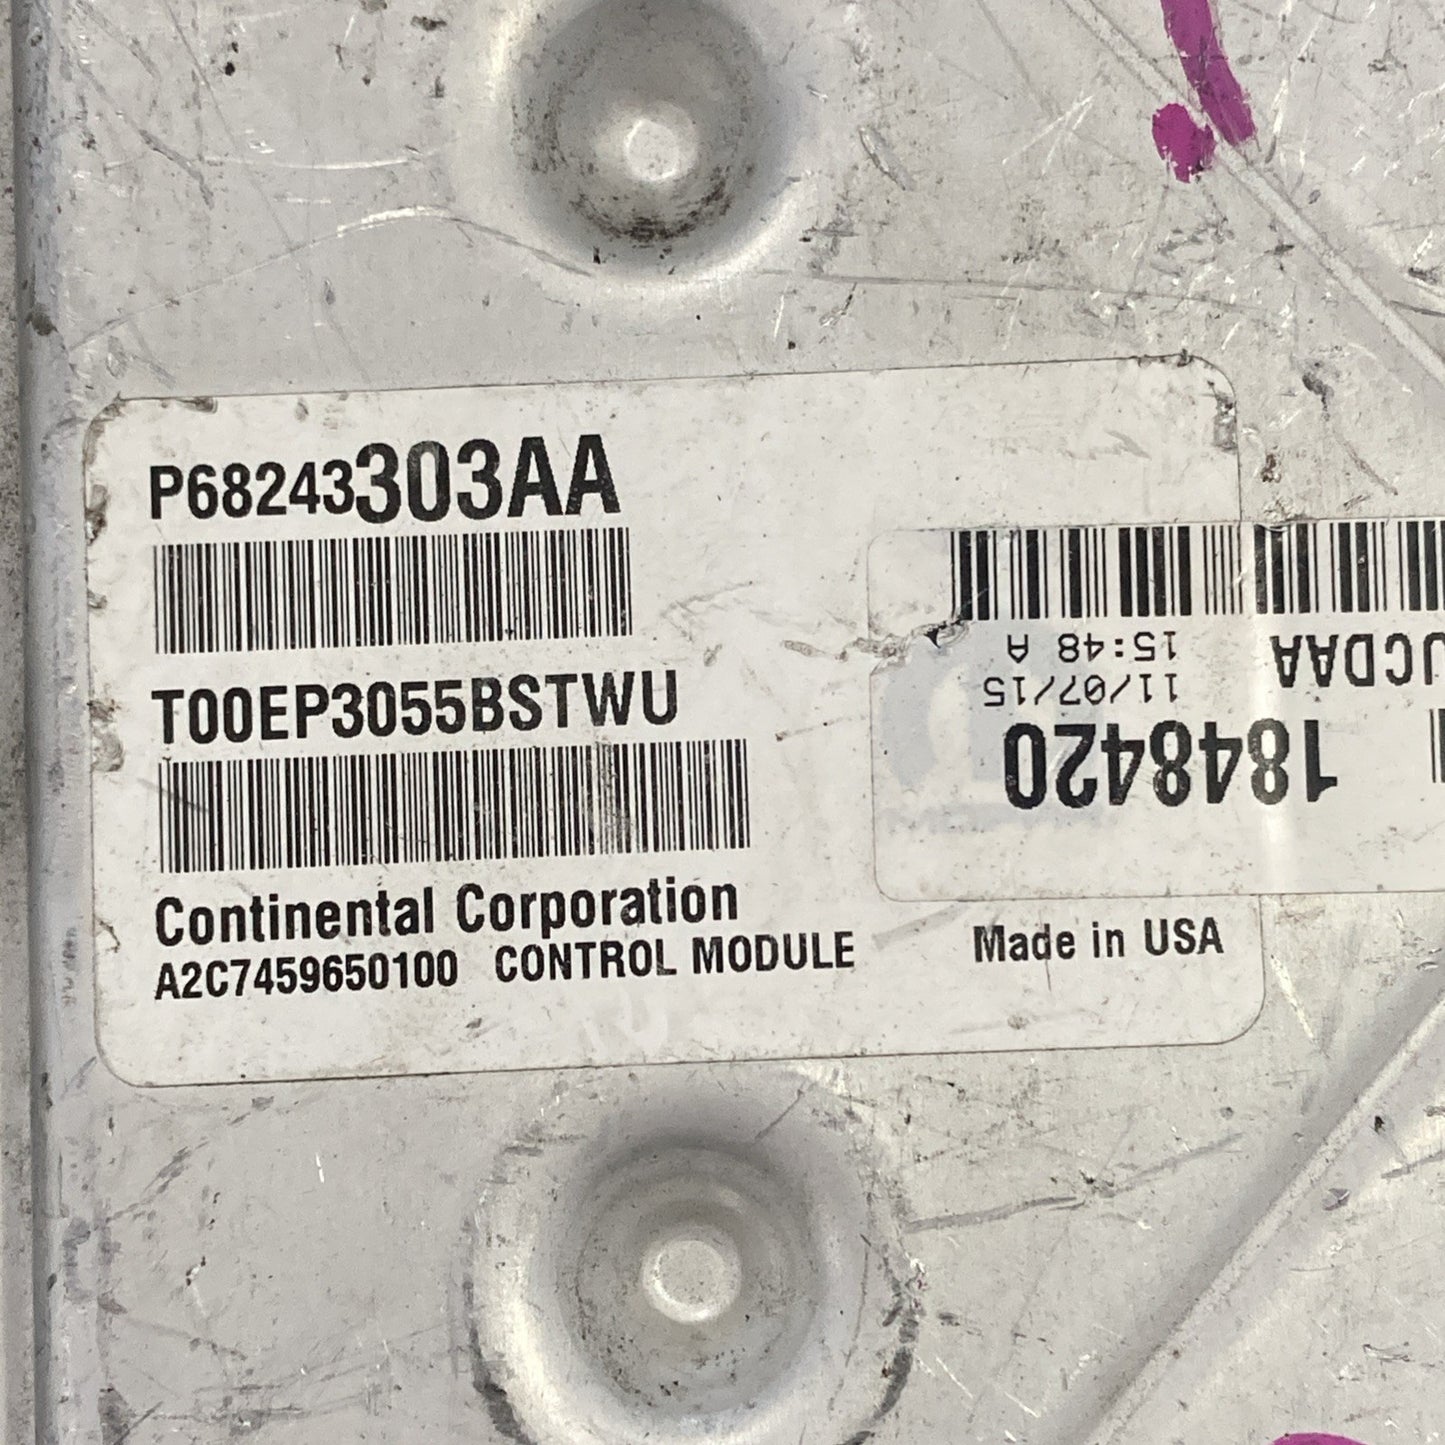 P68243303AA
T00EP3055BSTWU
Continental Corporation
A2C7459650100 CONTROL MODULE
Made in USA
1848420
11/07/15
15:48 A
UCDAA